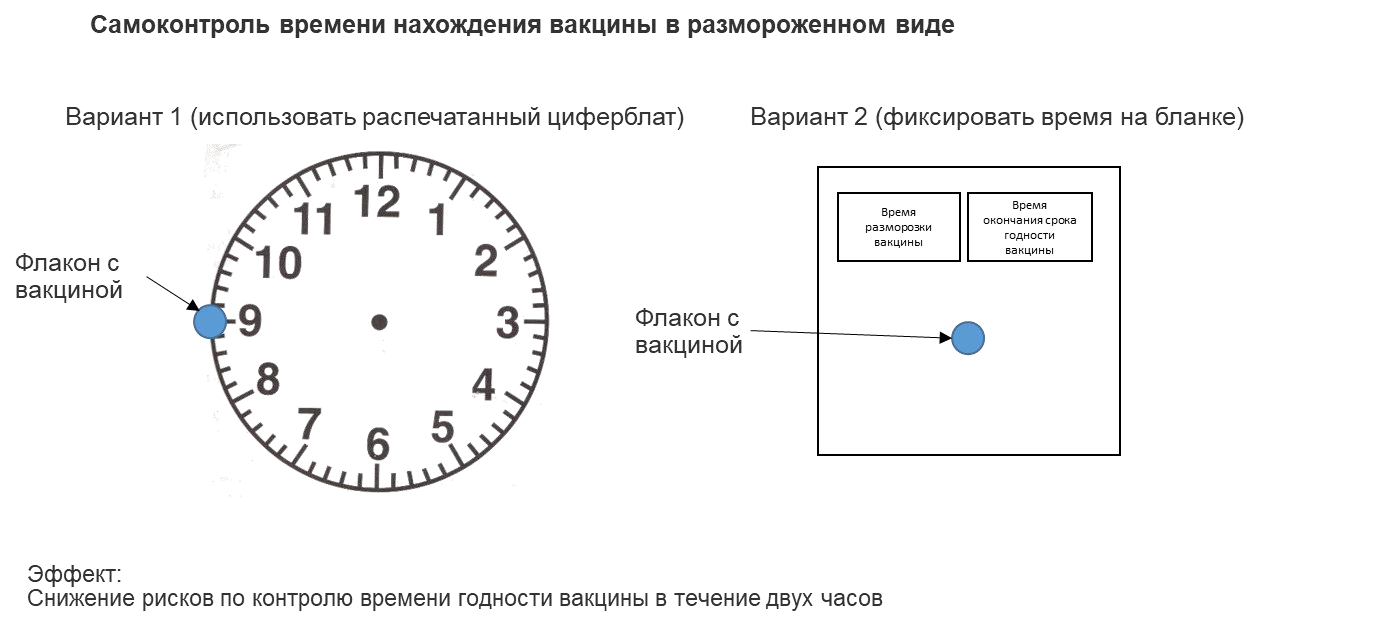 Самоконтроль времени нахождения вакцины в размороженном виде
Вариант 1 (использовать распечатанный циферблат)
12
11
1
10
2
Флакон с
вакциной
9
3
8
4
7
5
6
Вариант 2 (фиксировать время на бланке)
Время
разморозки
вакцины
Время
окончания срока
годности
вакцины
Флакон с
вакциной
Эффект:
Снижение рисков по контролю времени годности вакцины в течение двух часов